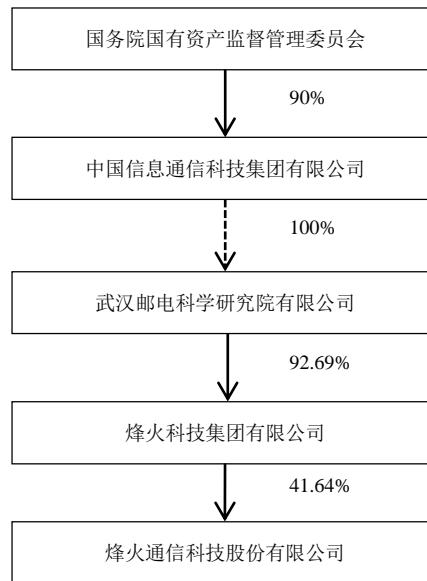 国务院国有资产监督管理委员会
90%
中国信息通信科技集团有限公司
100%
武汉邮电科学研究院有限公司
92.69%
烽火科技集团有限公司
41.64%
烽火通信科技股份有限公司